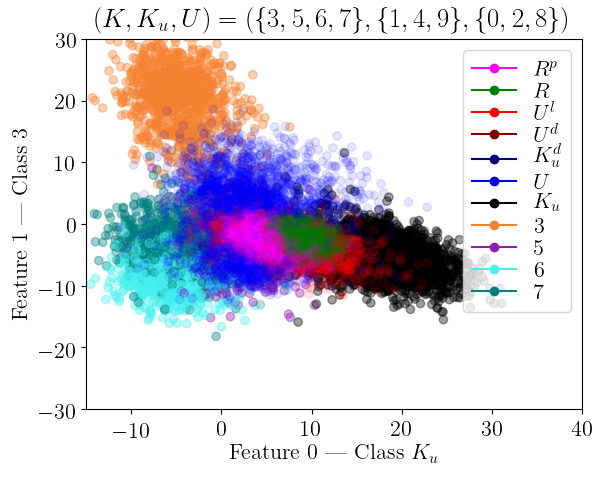 (K, K_u, U) = ({3, 5, 6, 7}, {1, 4, 9}, {0, 2, 8})
30
20
10
0
−10
−20
−30
Feature 1 — Class 3
R^p
R
U^l
U^d
K_u^d
U
K_u
3
5
6
7
−10
0
10
20
30
40
Feature 0 — Class K_u